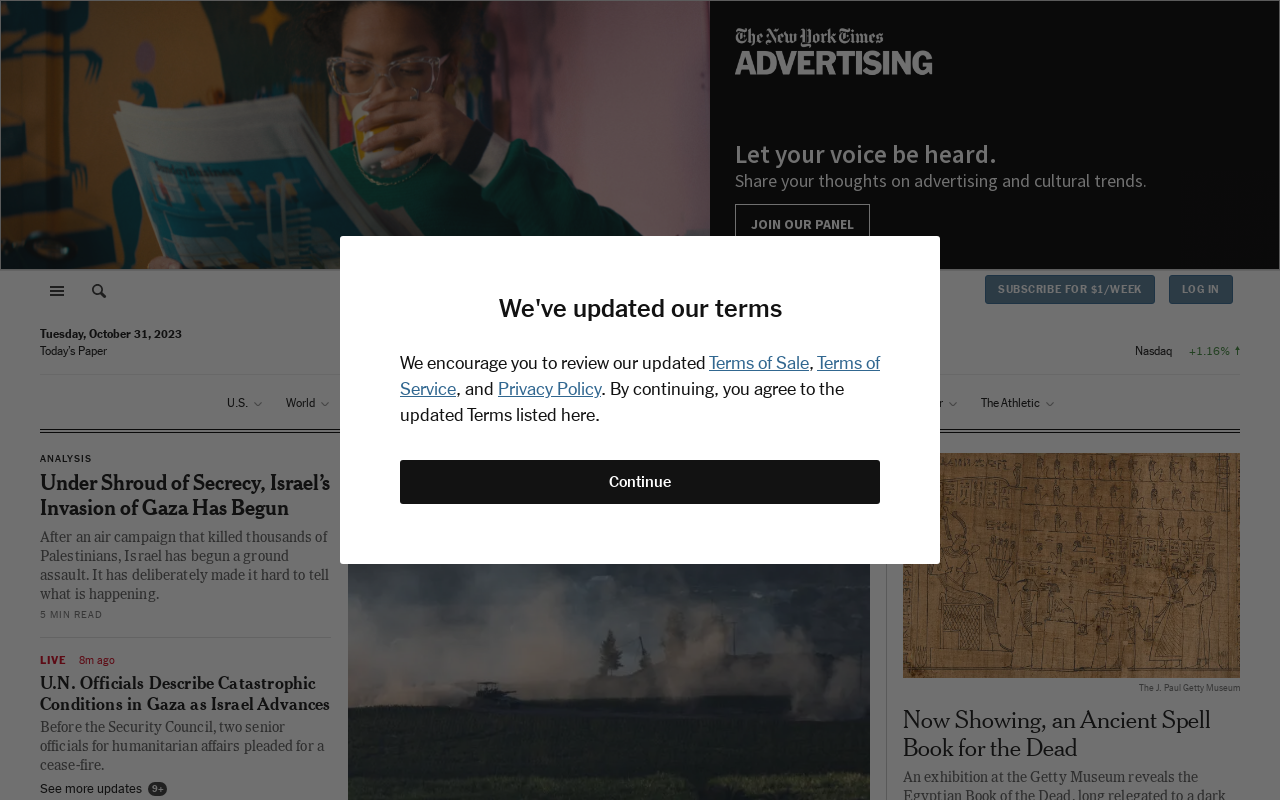 The New York Times
ADVERTISING
Let your voice be heard.
Share your thoughts on advertising and cultural trends.
JOIN OUR PANEL
SUBSCRIBE FOR $1/WEEK
LOG IN
Tuesday, October 31, 2023
Today's Paper
Nasdaq +1.16% ↑
U.S.
World
r
The Athletic
We've updated our terms
We encourage you to review our updated Terms of Sale, Terms of
Service, and Privacy Policy. By continuing, you agree to the
updated Terms listed here.
Continue
ANALYSIS
Under Shroud of Secrecy, Israel’s
Invasion of Gaza Has Begun
After an air campaign that killed thousands of
Palestinians, Israel has begun a ground
assault. It has deliberately made it hard to tell
what is happening.
5 MIN READ
LIVE 8m ago
U.N. Officials Describe Catastrophic
Conditions in Gaza as Israel Advances
Before the Security Council, two senior
officials for humanitarian affairs pleaded for a
cease-fire.
See more updates 9+
The J. Paul Getty Museum
Now Showing, an Ancient Spell
Book for the Dead
An exhibition at the Getty Museum reveals the
Egyptian Book of the Dead, long relegated to a dark